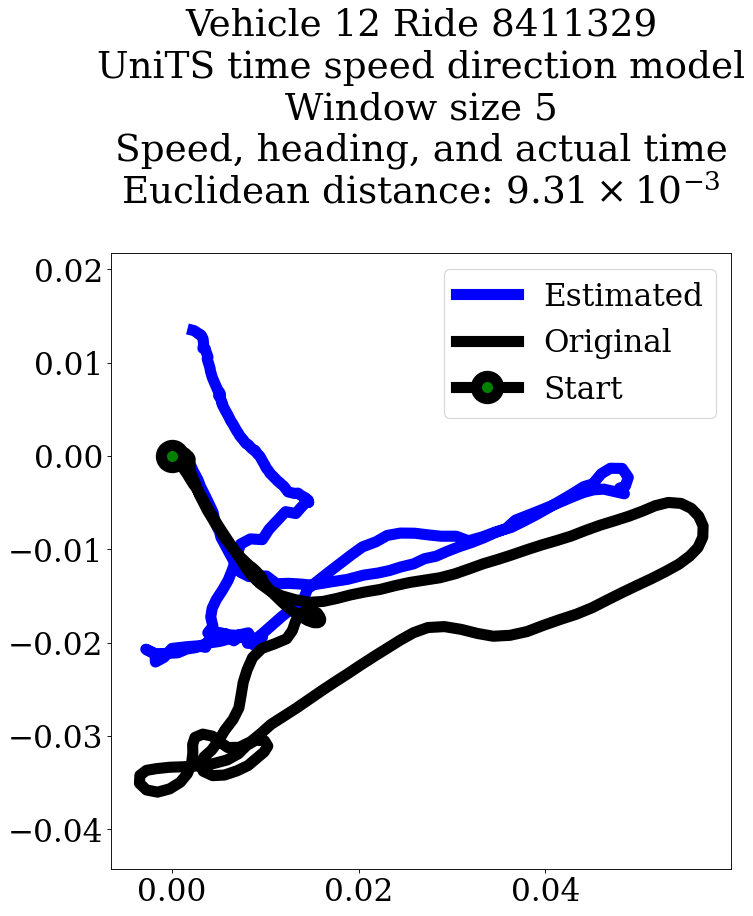 Vehicle 12 Ride 8411329
UniTS time speed direction model
Window size 5
Speed, heading, and actual time
Euclidean distance: 9.31 × 10⁻³
Estimated
Original
Start
0.02
0.01
0.00
−0.01
−0.02
−0.03
−0.04
0.00 0.02 0.04